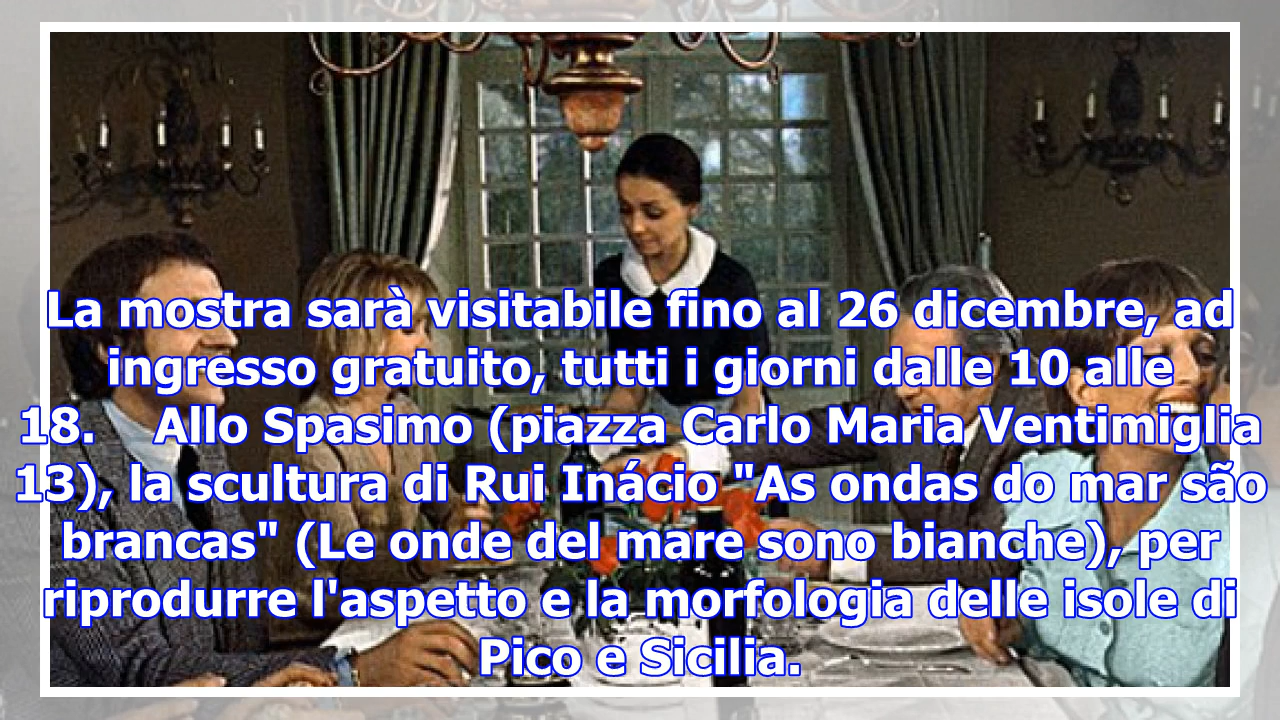 La mostra sarà visitabile fino al 26 dicembre, ad
ingresso gratuito, tutti i giorni dalle 10 alle
18.    Allo Spasimo (piazza Carlo Maria Ventimiglia
13), la scultura di Rui Inácio "As ondas do mar são
brancas" (Le onde del mare sono bianche), per
riprodurre l'aspetto e la morfologia delle isole di
Pico e Sicilia.